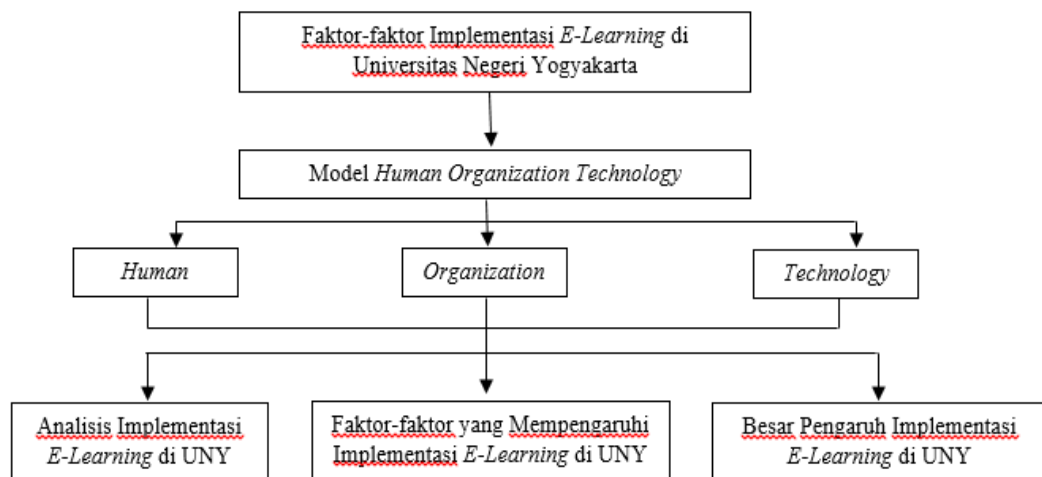 Faktor-faktor Implementasi E-Learning di
Universitas Negeri Yogyakarta
Model Human Organization Technology
Human
Organization
Technology
Analisis Implementasi
E-Learning di UNY
Faktor-faktor yang Mempengaruhi
Implementasi E-Learning di UNY
Besar Pengaruh Implementasi
E-Learning di UNY